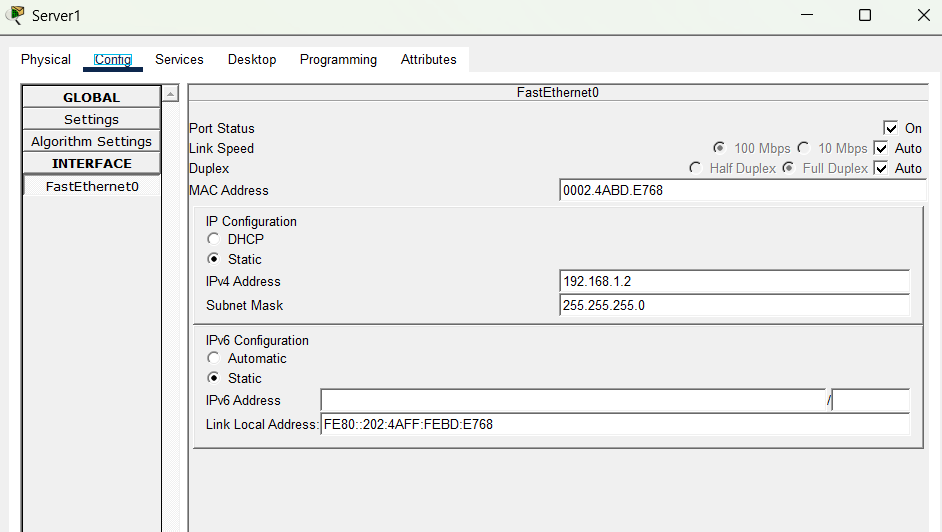 Server1
Physical Config Services Desktop Programming Attributes
GLOBAL
Settings
Algorithm Settings
INTERFACE
FastEthernet0
FastEthernet0
Port Status On
Link Speed 100 Mbps 10 Mbps Auto
Duplex Half Duplex Full Duplex Auto
MAC Address 0002.4ABD.E768
IP Configuration
DHCP
Static
IPv4 Address 192.168.1.2
Subnet Mask 255.255.255.0
IPv6 Configuration
Automatic
Static
IPv6 Address /
Link Local Address: FE80::202:4AFF:FEBD:E768